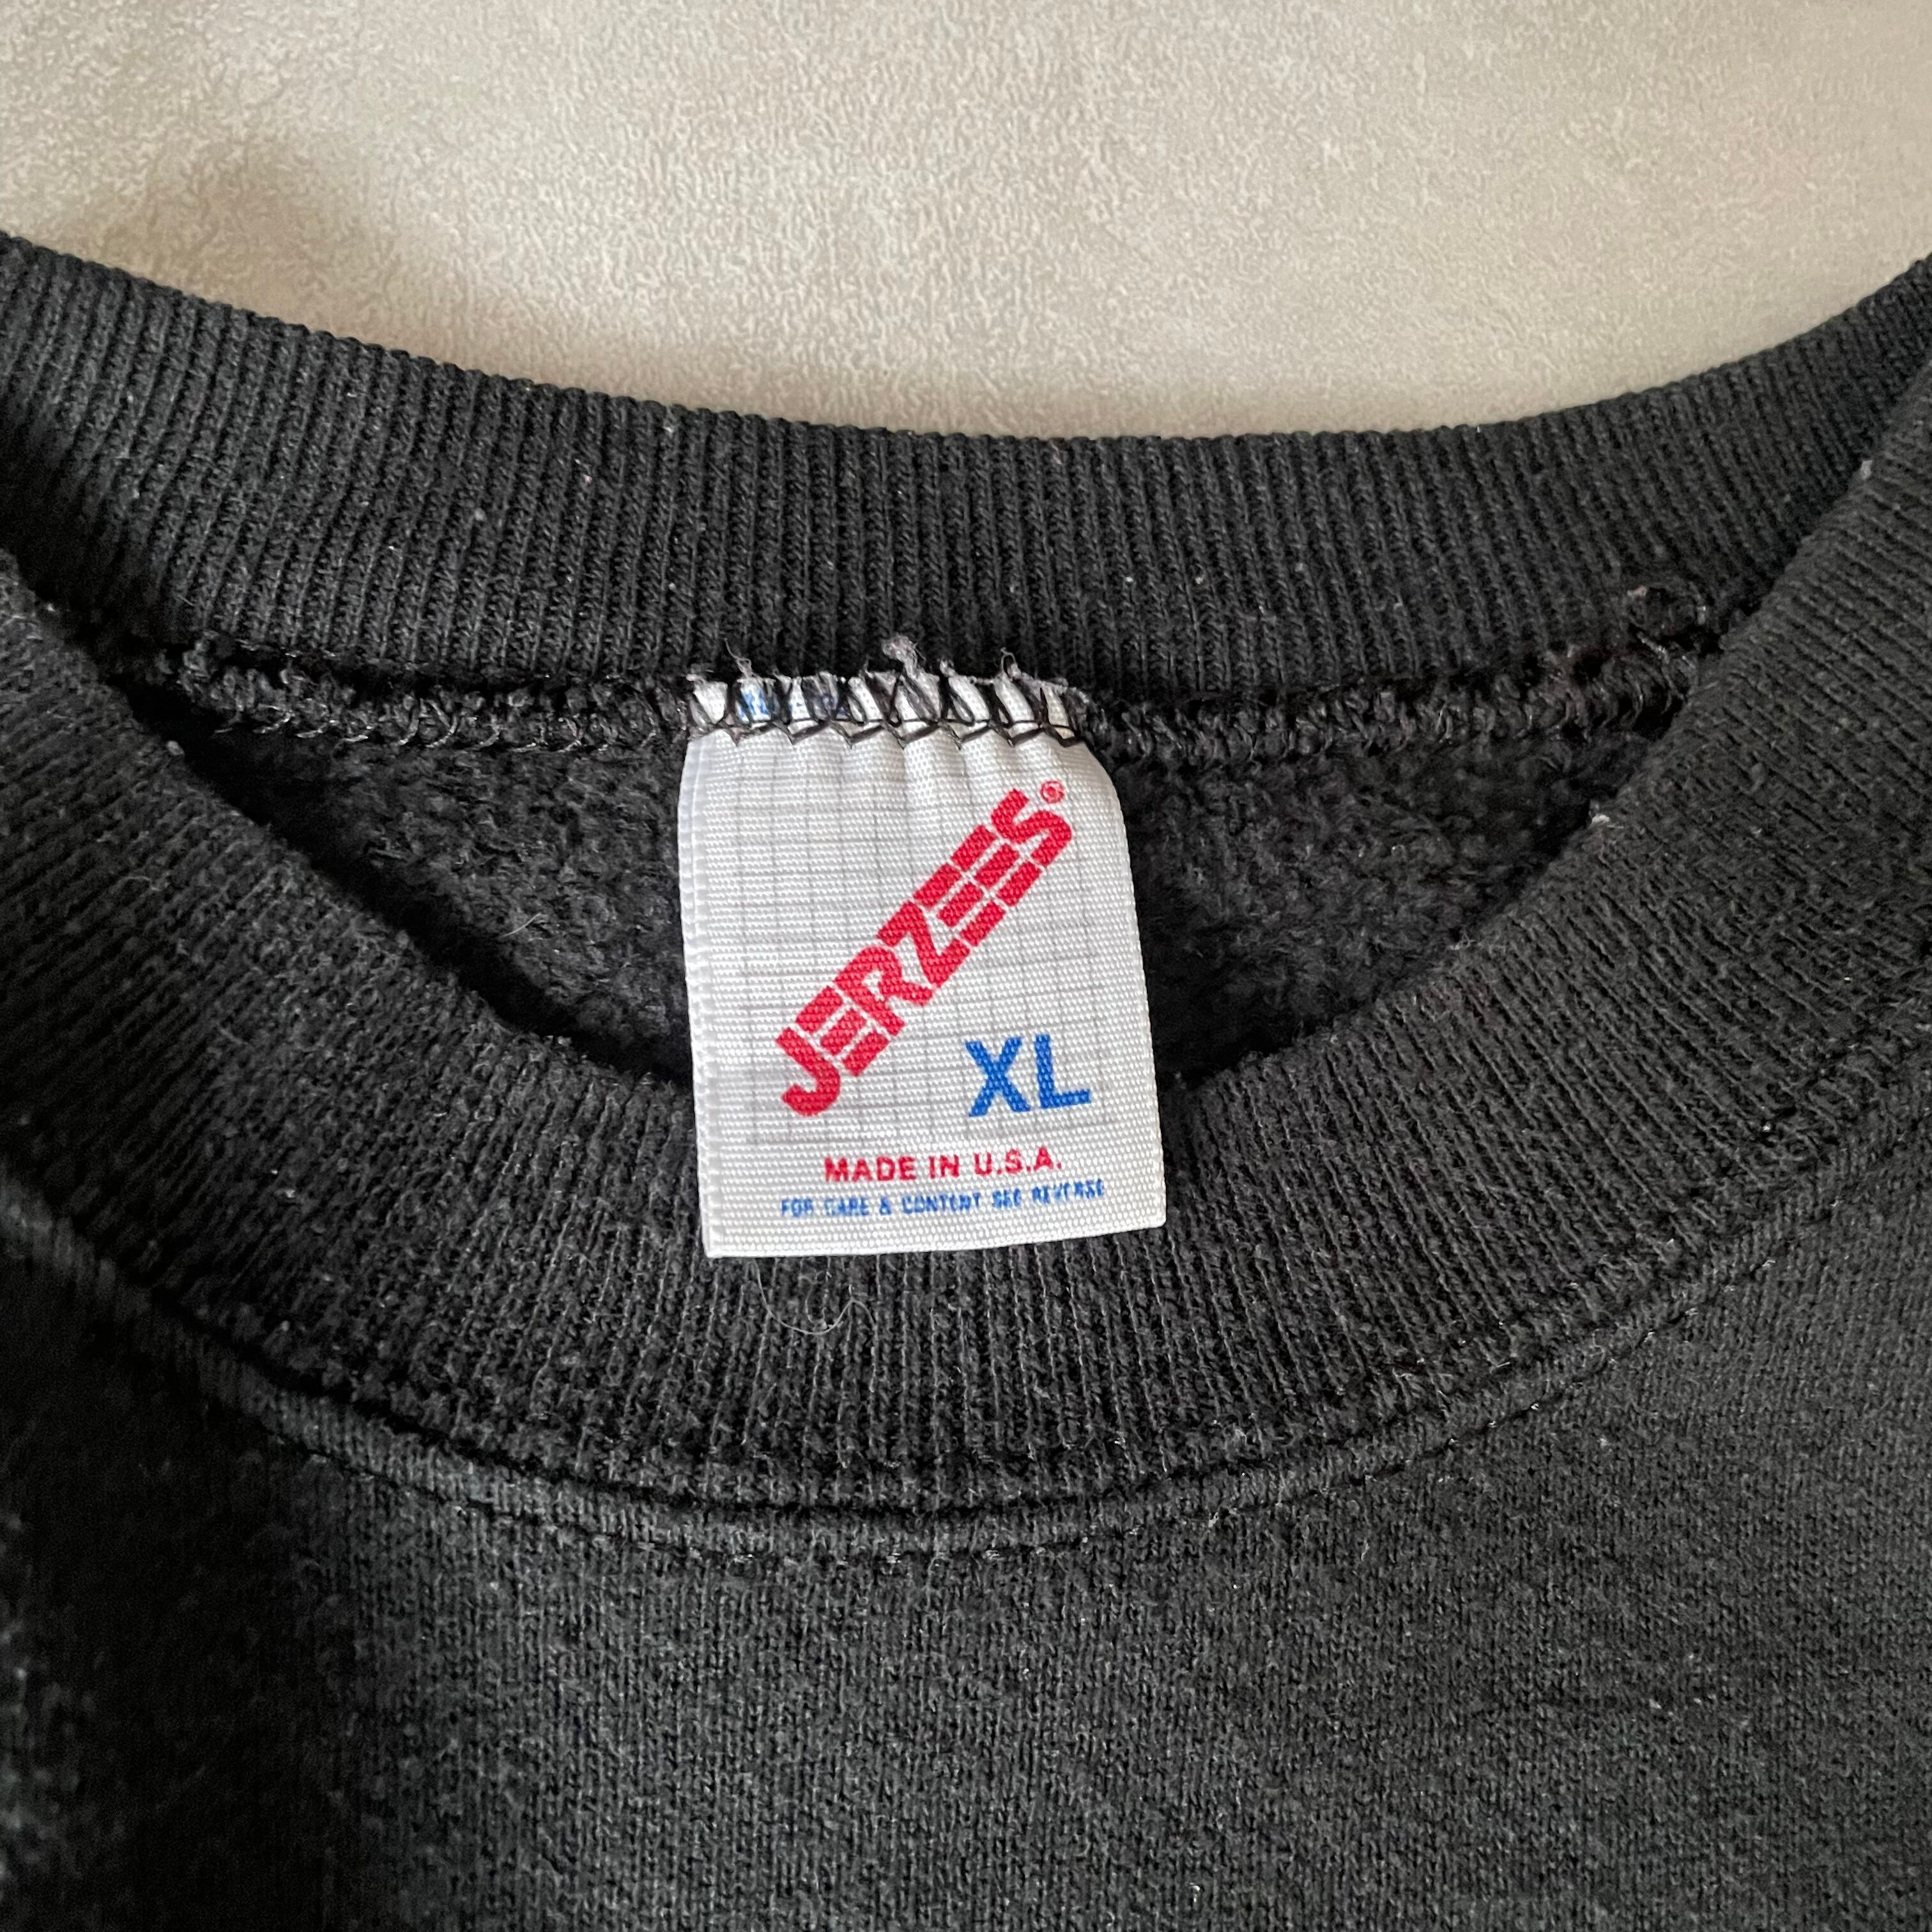 JERZEES®
XL
MADE IN U.S.A.
FOR CARE & CONTENT SEE REVERSE